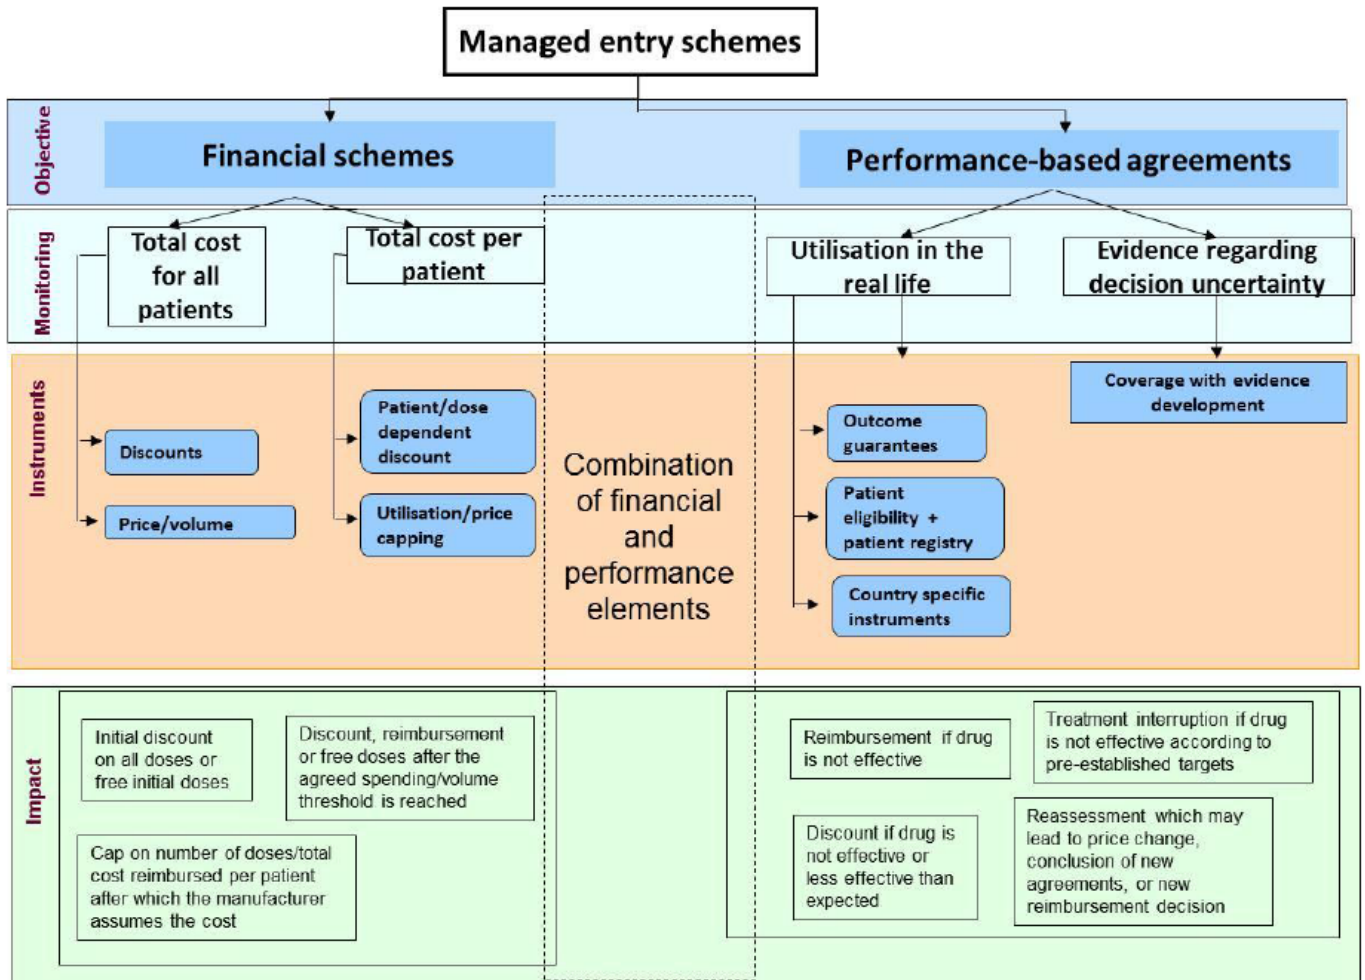 Managed entry schemes
Objective
Financial schemes
Performance-based agreements
Monitoring
Total cost
for all
patients
Total cost per
patient
Utilisation in the
real life
Evidence regarding
decision uncertainty
Instruments
Discounts
Price/volume
Patient/dose
dependent
discount
Utilisation/price
capping
Combination
of financial
and
performance
elements
Outcome
guarantees
Patient
eligibility +
patient registry
Country specific
instruments
Coverage with evidence
development
Impact
Initial discount
on all doses or
free initial doses
Discount, reimbursement
or free doses after the
agreed spending/volume
threshold is reached
Cap on number of doses/total
cost reimbursed per patient
after which the manufacturer
assumes the cost
Reimbursement if drug
is not effective
Treatment interruption if drug
is not effective according to
pre-established targets
Discount if drug is
not effective or
less effective than
expected
Reassessment which may
lead to price change,
conclusion of new
agreements, or new
reimbursement decision